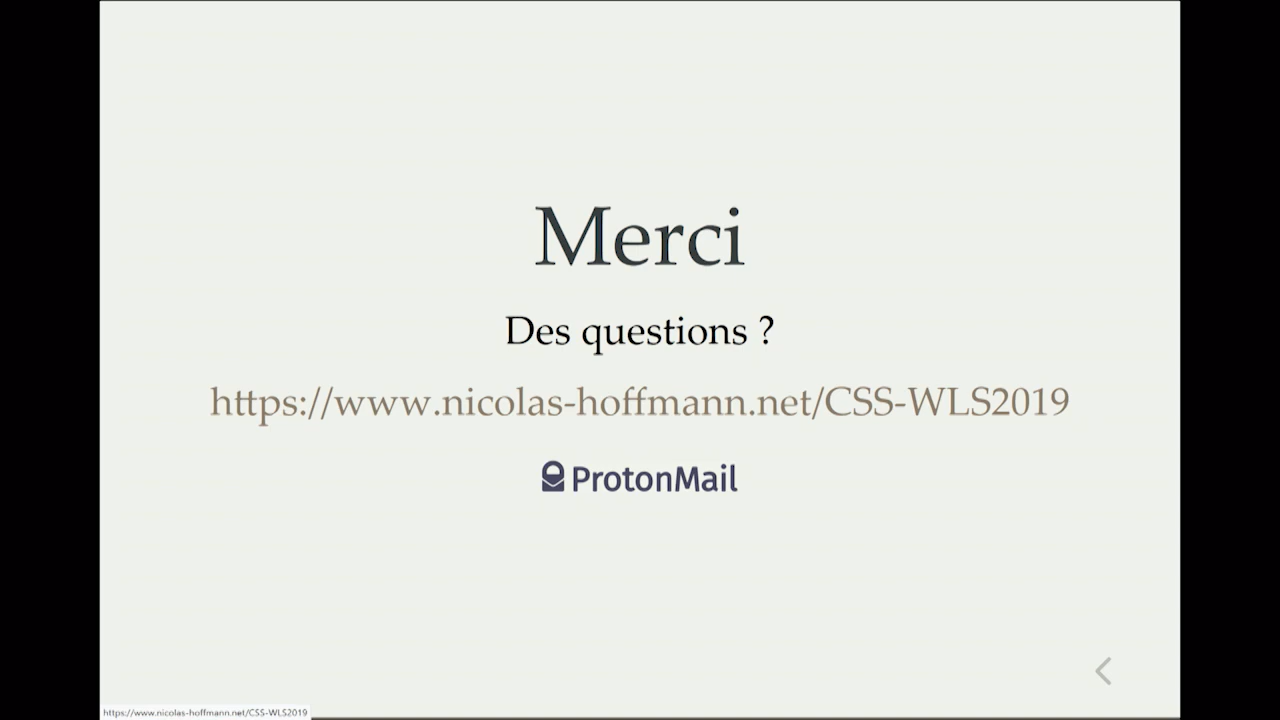 Merci
Des questions ?
https://www.nicolas-hoffmann.net/CSS-WLS2019
ProtonMail
https://www.nicolas-hoffmann.net/CSS-WLS2019